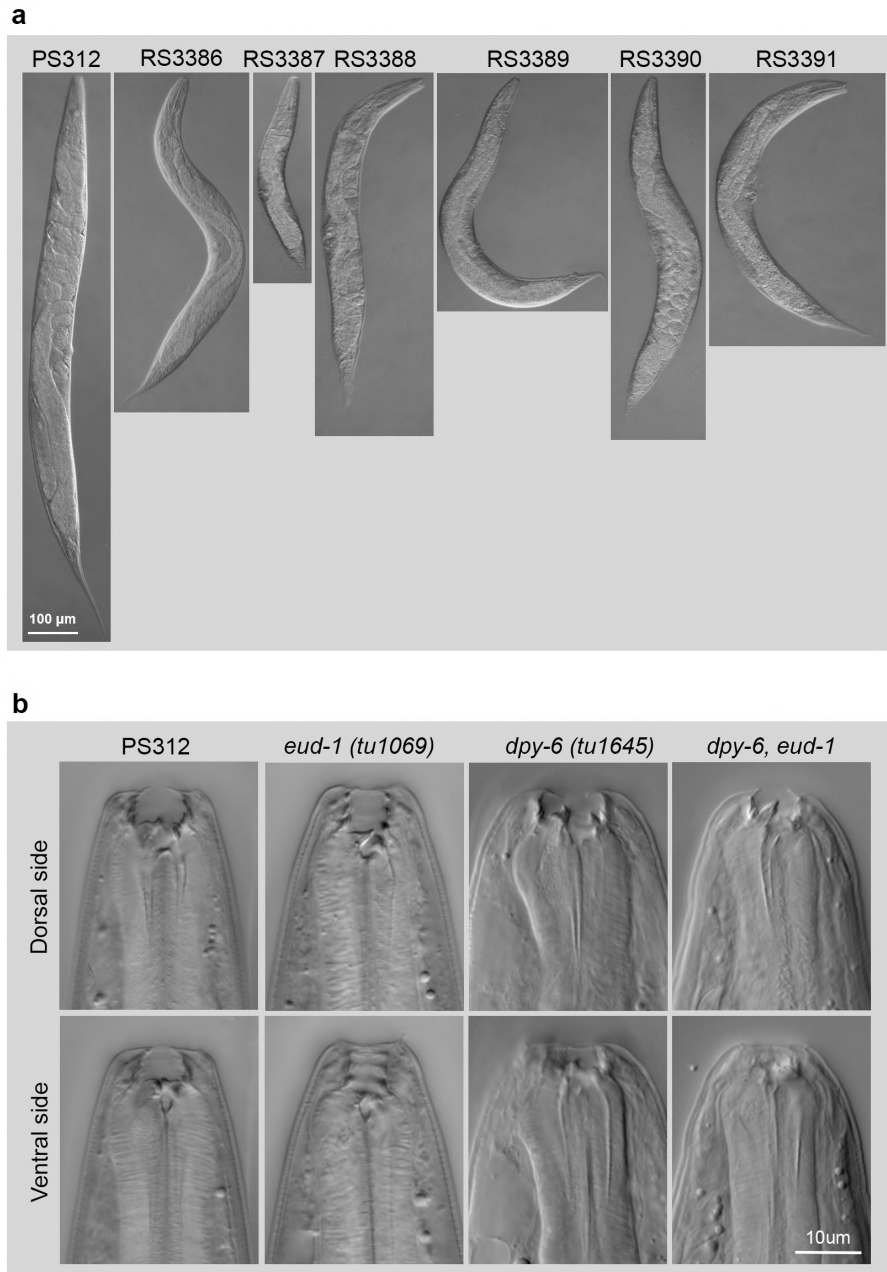 a
PS312 RS3386 RS3387 RS3388 RS3389 RS3390 RS3391
100 µm
b
PS312 eud-1 (tu1069) dpy-6 (tu1645) dpy-6, eud-1
Dorsal side
Ventral side
10um